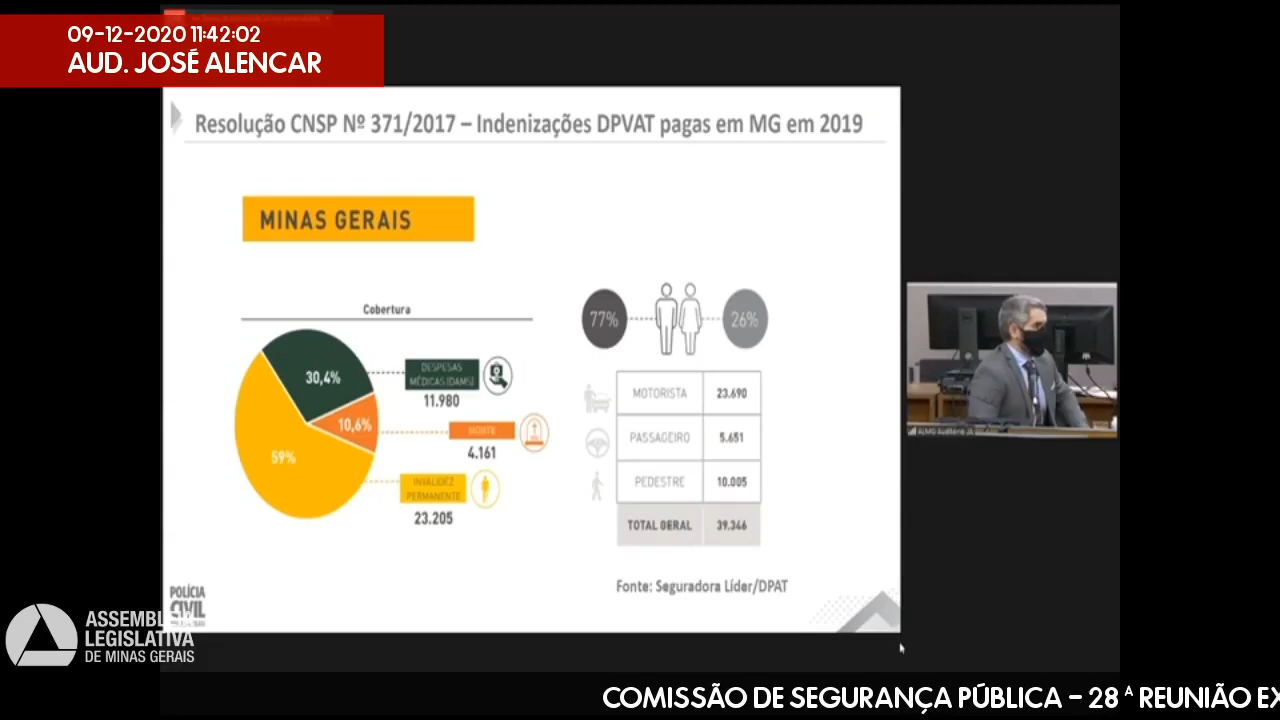 09-12-2020 11:42:02
AUD. JOSÉ ALENCAR
Resolução CNSP Nº 371/2017 – Indenizações DPVAT pagas em MG em 2019
MINAS GERAIS
Cobertura
30,4%
10,6%
59%
DESPESAS
MÉDICAS (DAMS)
11.980
MORTE
4.161
INVALIDEZ
PERMANENTE
23.205
77%
26%
MOTORISTA 23.690
PASSAGEIRO 5.651
PEDESTRE 10.005
TOTAL GERAL 39.346
Fonte: Seguradora Líder/DPAT
POLÍCIA
CIVIL
ASSEMBLEIA
LEGISLATIVA
DE MINAS GERAIS
COMISSÃO DE SEGURANÇA PÚBLICA – 28ª REUNIÃO EX